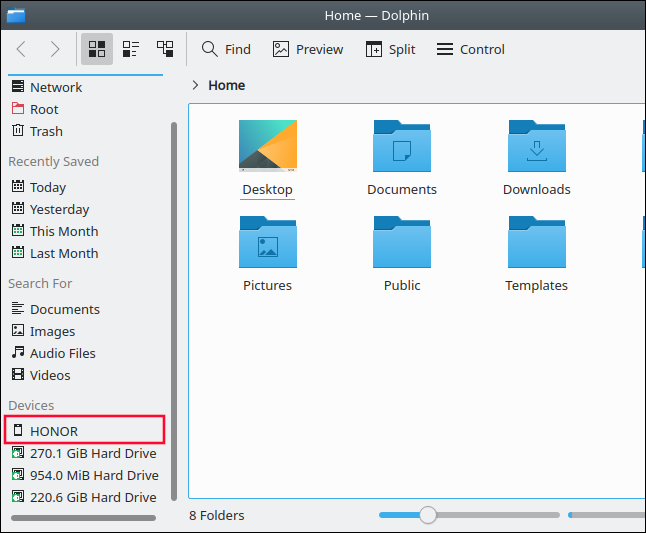 Home — Dolphin
Find Preview Split Control
Network
Root
Trash
Recently Saved
Today
Yesterday
This Month
Last Month
Search For
Documents
Images
Audio Files
Videos
Devices
HONOR
270.1 GiB Hard Drive
954.0 MiB Hard Drive
220.6 GiB Hard Drive
Home
Desktop Documents Downloads
Pictures Public Templates
8 Folders